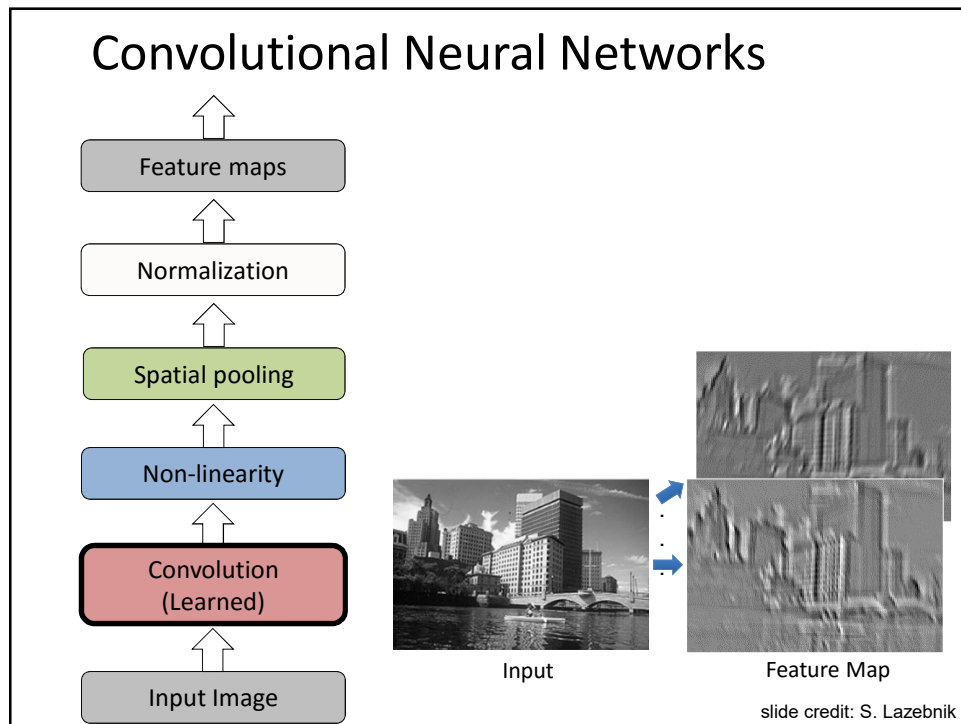 Convolutional Neural Networks
Feature maps
Normalization
Spatial pooling
Non-linearity
Convolution
(Learned)
Input Image
.
.
.
Input
Feature Map
slide credit: S. Lazebnik